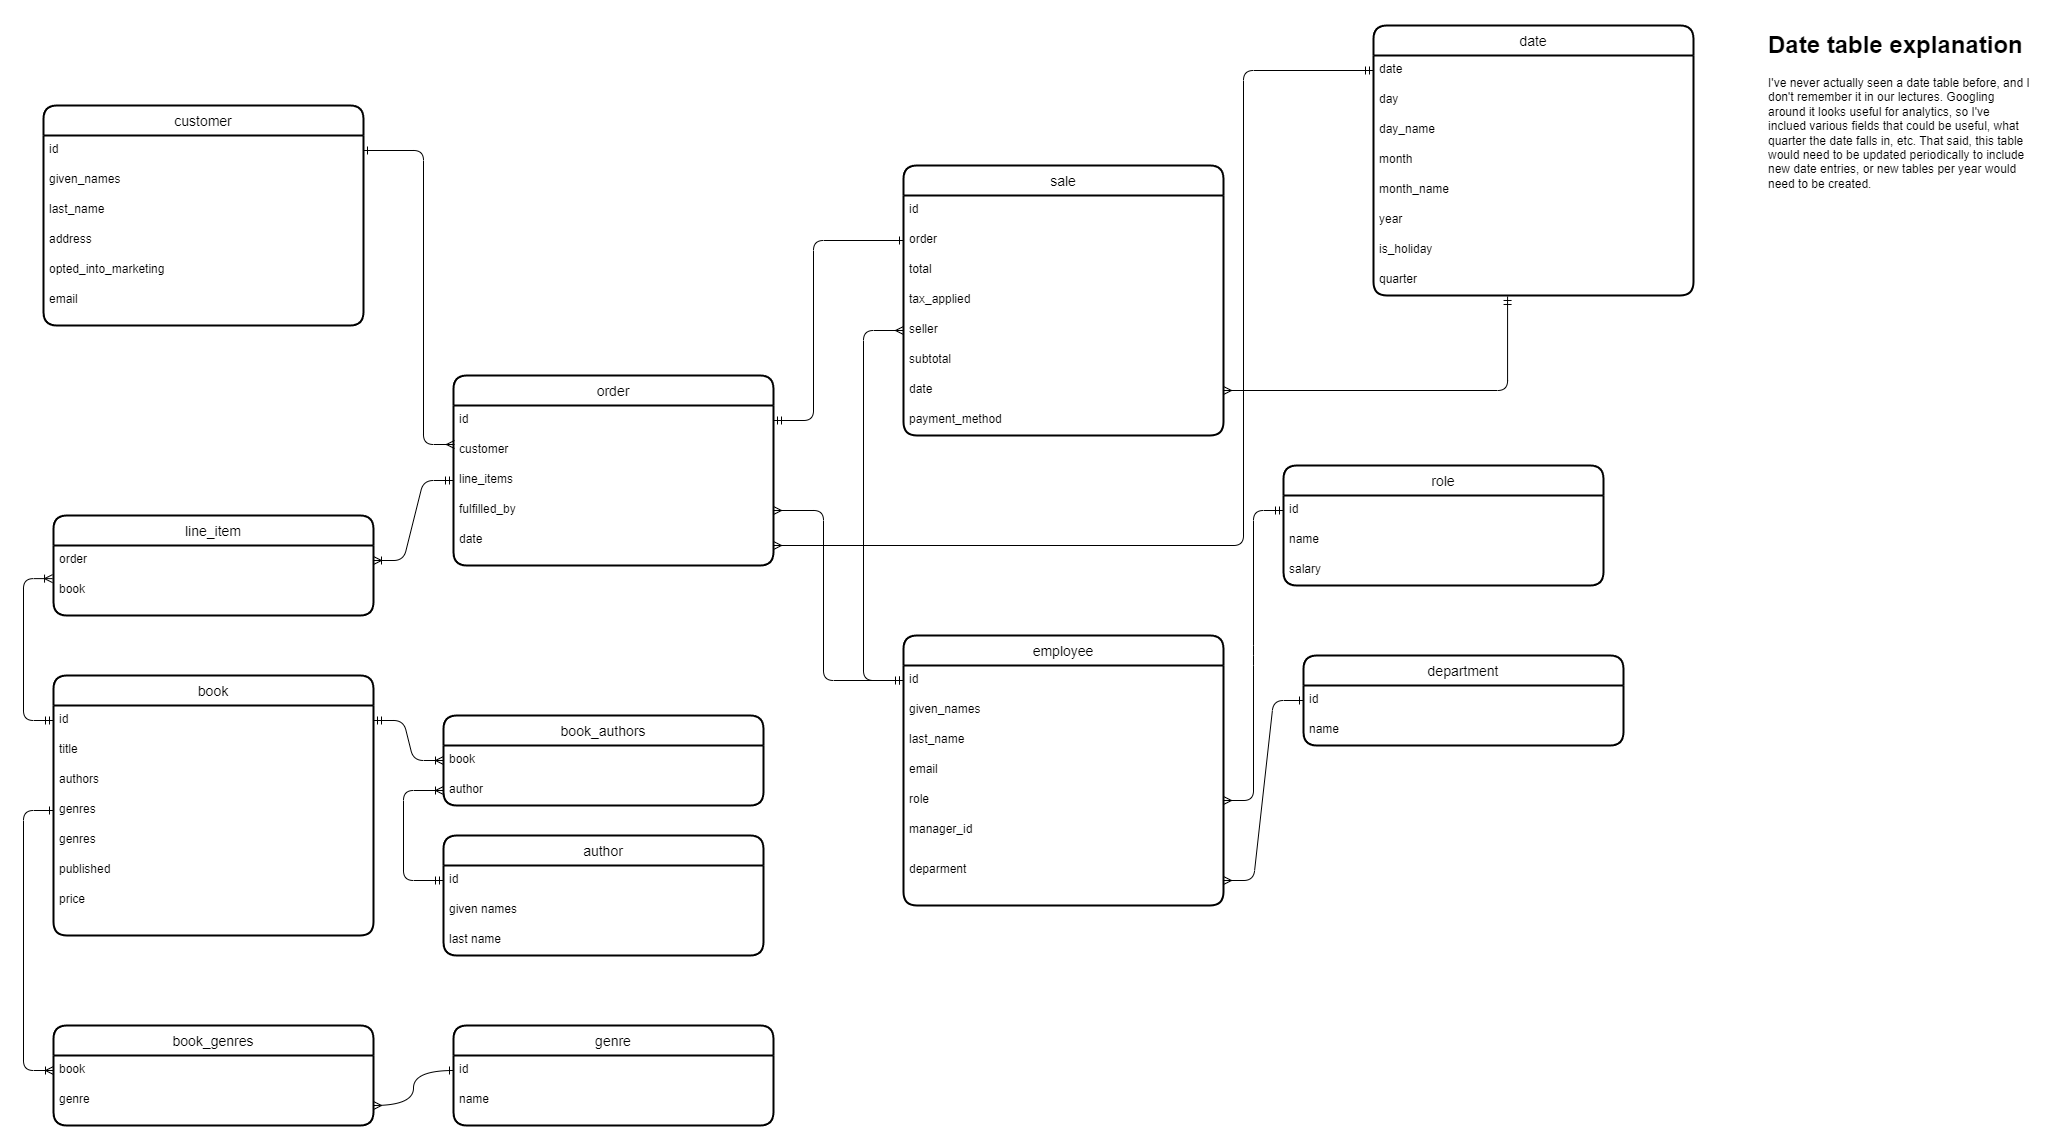 date
date
day
day_name
month
month_name
year
is_holiday
quarter
Date table explanation
I've never actually seen a date table before, and I
don't remember it in our lectures. Googling
around it looks useful for analytics, so I've
inclued various fields that could be useful, what
quarter the date falls in, etc. That said, this table
would need to be updated periodically to include
new date entries, or new tables per year would
need to be created.
customer
id
given_names
last_name
address
opted_into_marketing
email
sale
id
order
total
tax_applied
seller
subtotal
date
payment_method
order
id
customer
line_items
fulfilled_by
date
role
id
name
salary
line_item
order
book
employee
id
given_names
last_name
email
role
manager_id
deparment
department
id
name
book
id
title
authors
genres
genres
published
price
book_authors
book
author
author
id
given names
last name
book_genres
book
genre
genre
id
name